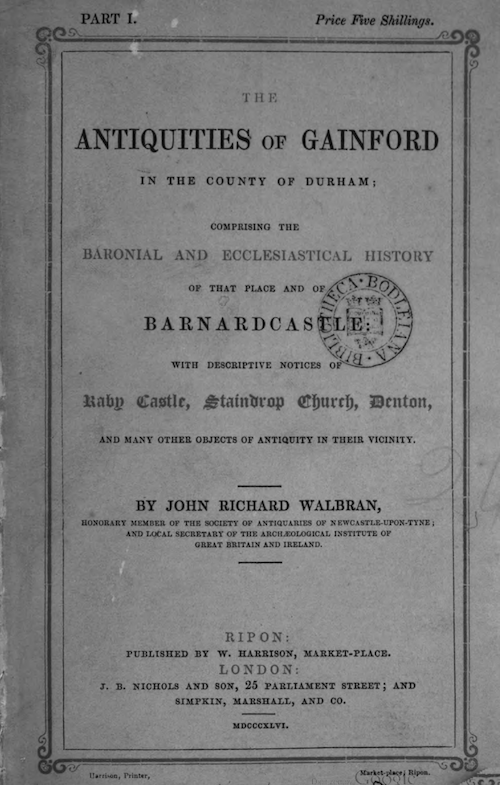 PART I.
Price Five Shillings.
THE
ANTIQUITIES OF GAINFORD
IN THE COUNTY OF DURHAM;
COMPRISING THE
BARONIAL AND ECCLESIASTICAL HISTORY
OF THAT PLACE AND OF
BARNARDCASTLE:
BIBLIOTHECA·BODLEIANA·
WITH DESCRIPTIVE NOTICES OF
Raby Castle, Staindrop Church, Denton,
AND MANY OTHER OBJECTS OF ANTIQUITY IN THEIR VICINITY.
BY JOHN RICHARD WALBRAN,
HONORARY MEMBER OF THE SOCIETY OF ANTIQUARIES OF NEWCASTLE-UPON-TYNE;
AND LOCAL SECRETARY OF THE ARCHÆOLOGICAL INSTITUTE OF
GREAT BRITAIN AND IRELAND.
RIPON:
PUBLISHED BY W. HARRISON, MARKET-PLACE.
LONDON:
J. B. NICHOLS AND SON, 25 PARLIAMENT STREET; AND
SIMPKIN, MARSHALL, AND CO.
MDCCCXLVI.
Harrison, Printer,
Market-place, Ripon.